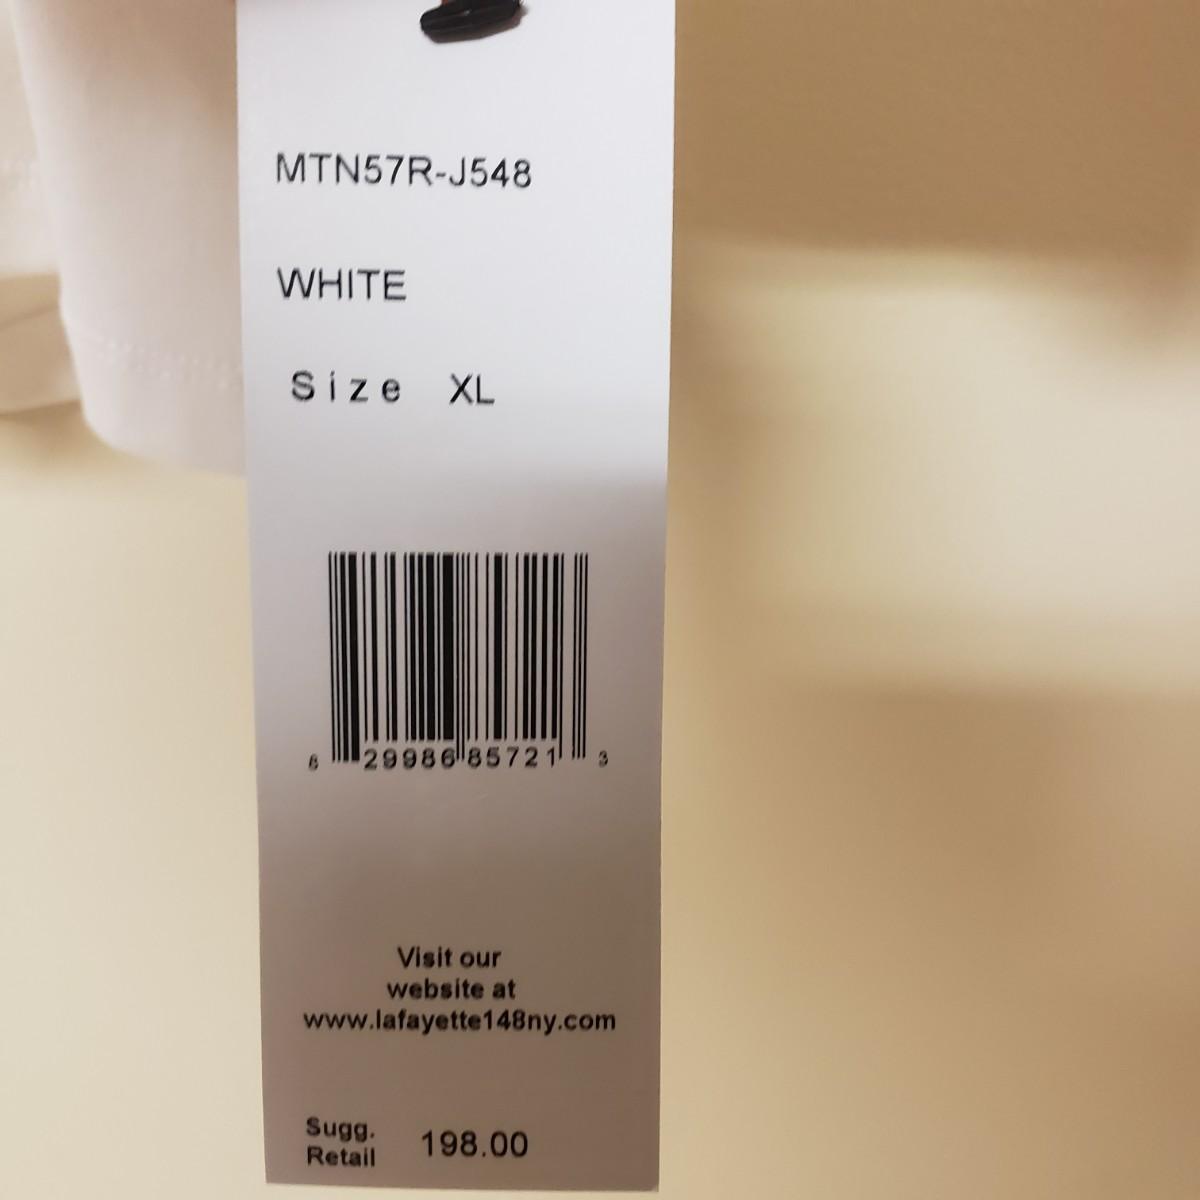 MTN57R-J548
WHITE
Size XL
6 29986 85721 3
Visit our
website at
www.lafayette148ny.com
Sugg.
Retail 198.00